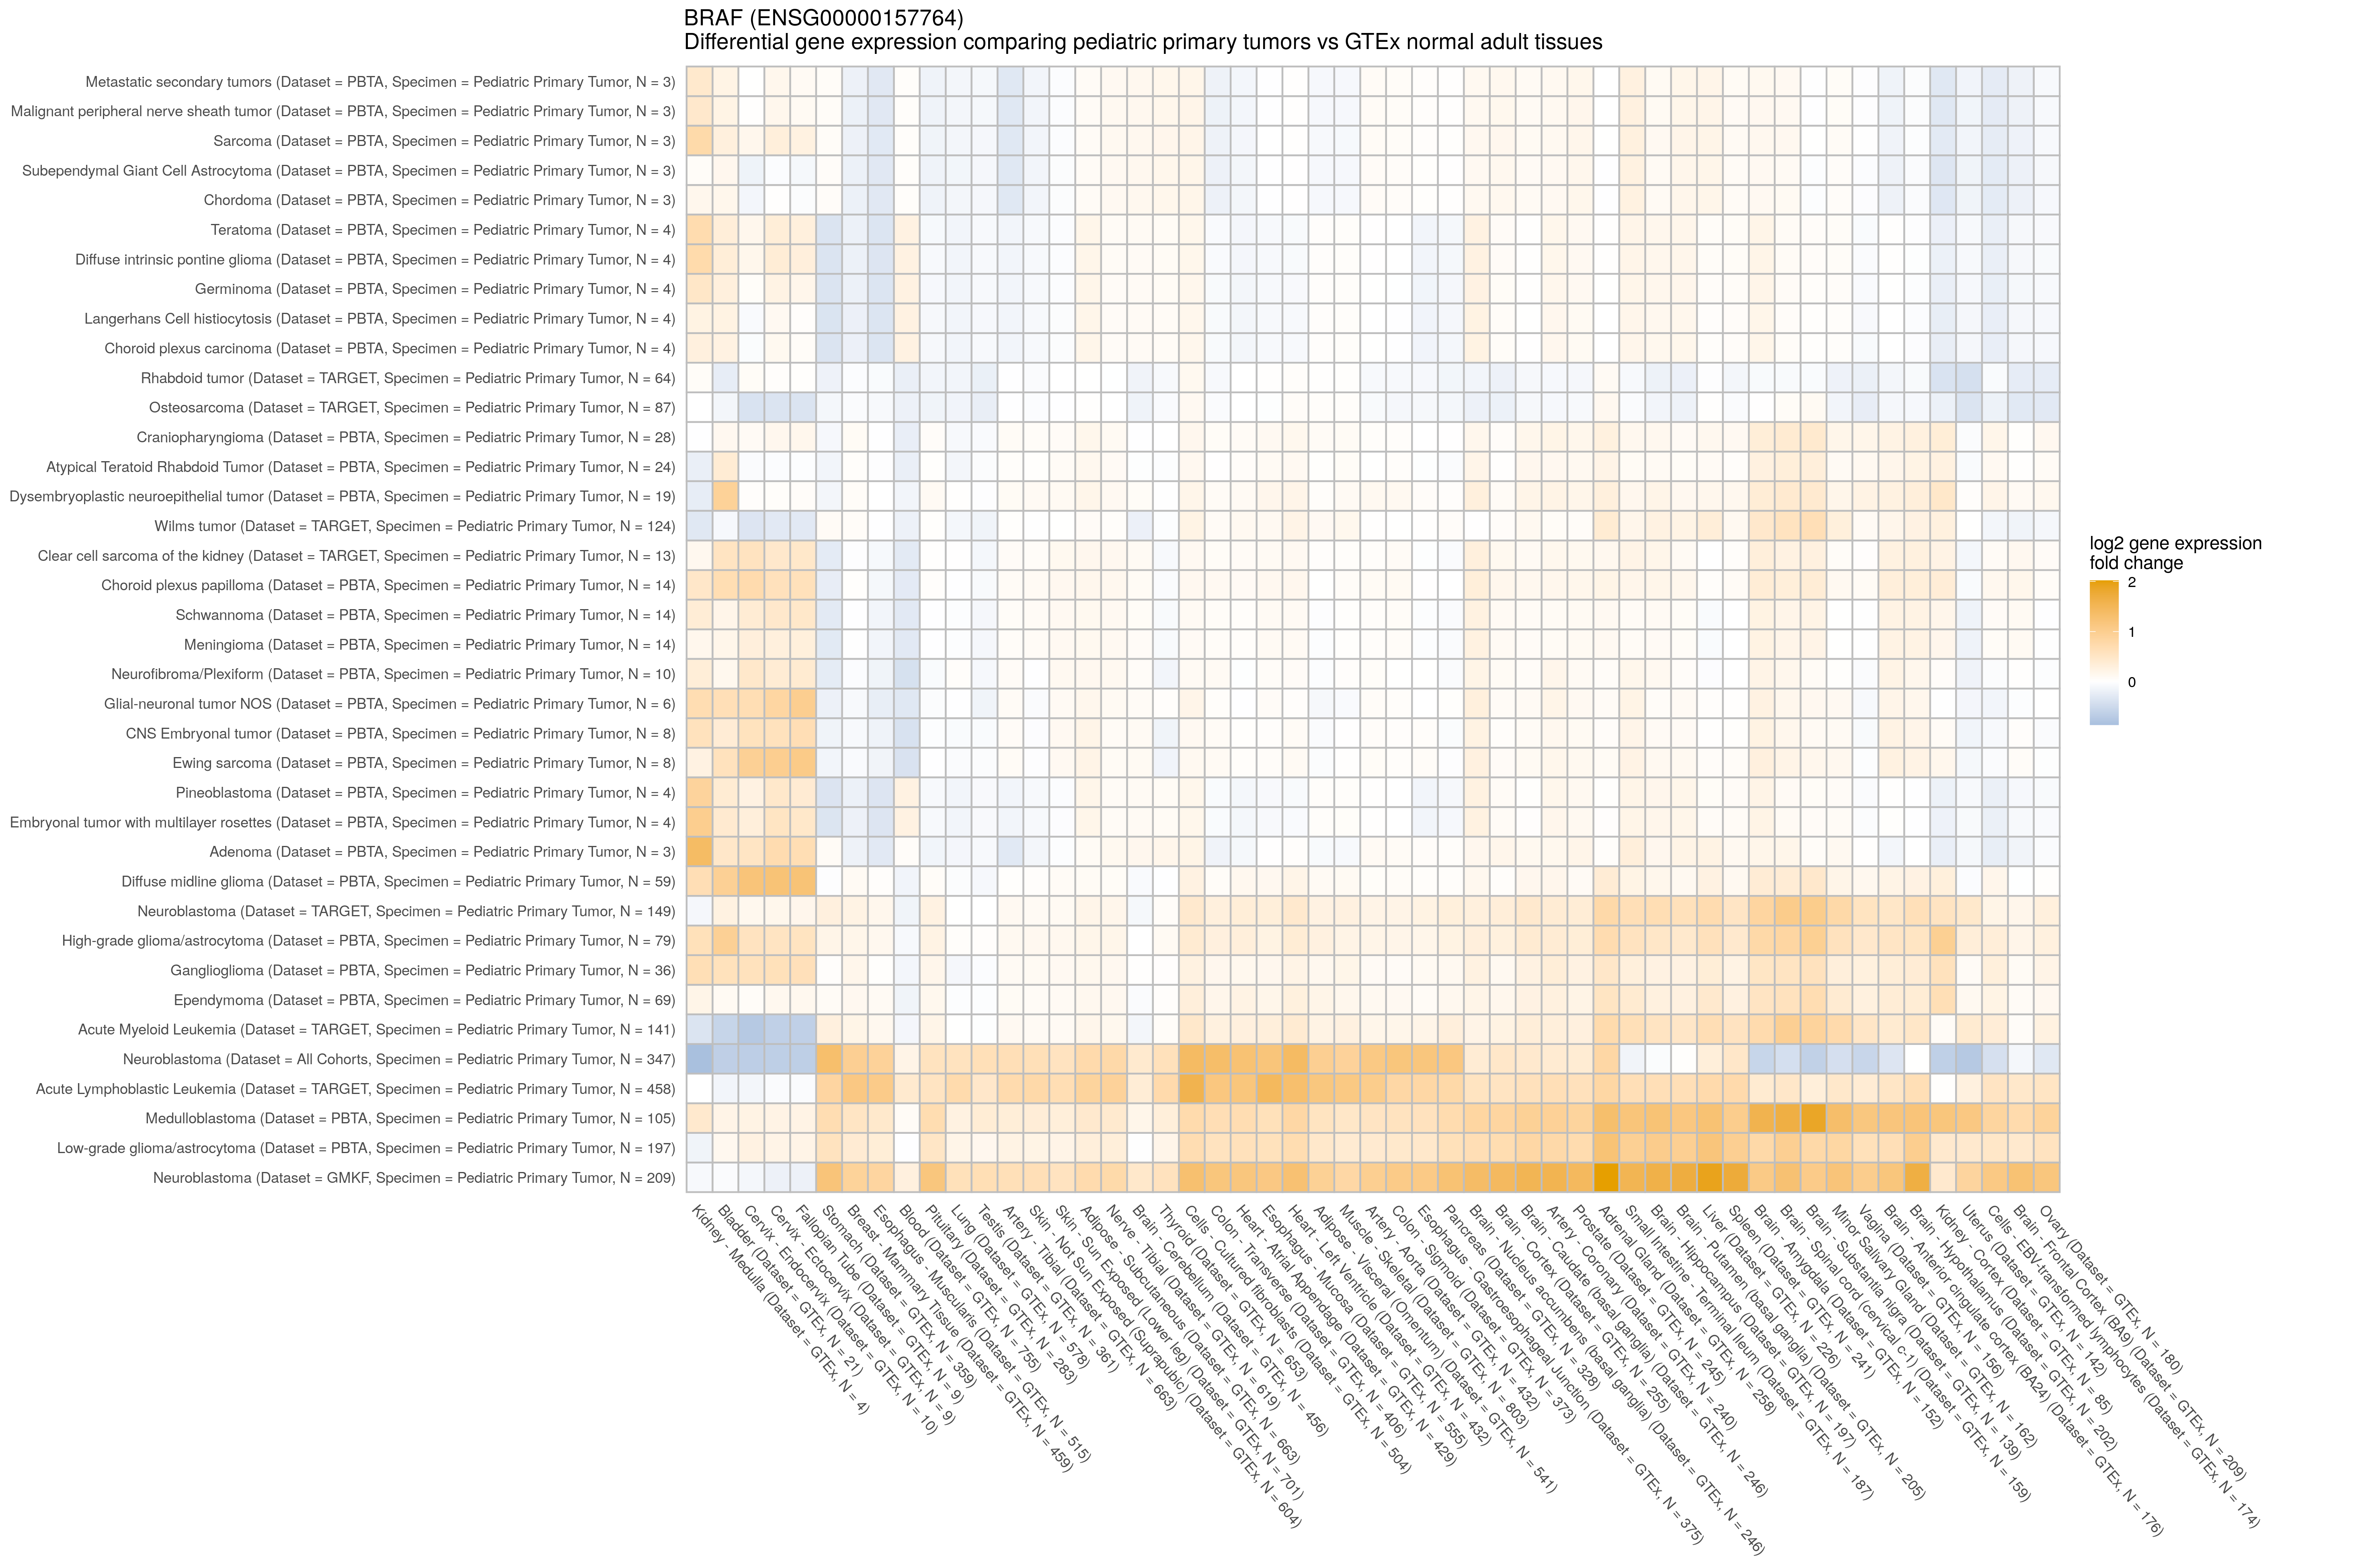 BRAF (ENSG00000157764)
Differential gene expression comparing pediatric primary tumors vs GTEx normal adult tissues
Metastatic secondary tumors (Dataset = PBTA, Specimen = Pediatric Primary Tumor, N = 3)
Malignant peripheral nerve sheath tumor (Dataset = PBTA, Specimen = Pediatric Primary Tumor, N = 3)
Sarcoma (Dataset = PBTA, Specimen = Pediatric Primary Tumor, N = 3)
Subependymal Giant Cell Astrocytoma (Dataset = PBTA, Specimen = Pediatric Primary Tumor, N = 3)
Chordoma (Dataset = PBTA, Specimen = Pediatric Primary Tumor, N = 3)
Teratoma (Dataset = PBTA, Specimen = Pediatric Primary Tumor, N = 4)
Diffuse intrinsic pontine glioma (Dataset = PBTA, Specimen = Pediatric Primary Tumor, N = 4)
Germinoma (Dataset = PBTA, Specimen = Pediatric Primary Tumor, N = 4)
Langerhans Cell histiocytosis (Dataset = PBTA, Specimen = Pediatric Primary Tumor, N = 4)
Choroid plexus carcinoma (Dataset = PBTA, Specimen = Pediatric Primary Tumor, N = 4)
Rhabdoid tumor (Dataset = TARGET, Specimen = Pediatric Primary Tumor, N = 64)
Osteosarcoma (Dataset = TARGET, Specimen = Pediatric Primary Tumor, N = 87)
Craniopharyngioma (Dataset = PBTA, Specimen = Pediatric Primary Tumor, N = 28)
Atypical Teratoid Rhabdoid Tumor (Dataset = PBTA, Specimen = Pediatric Primary Tumor, N = 24)
Dysembryoplastic neuroepithelial tumor (Dataset = PBTA, Specimen = Pediatric Primary Tumor, N = 19)
Wilms tumor (Dataset = TARGET, Specimen = Pediatric Primary Tumor, N = 124)
Clear cell sarcoma of the kidney (Dataset = TARGET, Specimen = Pediatric Primary Tumor, N = 13)
Choroid plexus papilloma (Dataset = PBTA, Specimen = Pediatric Primary Tumor, N = 14)
Schwannoma (Dataset = PBTA, Specimen = Pediatric Primary Tumor, N = 14)
Meningioma (Dataset = PBTA, Specimen = Pediatric Primary Tumor, N = 14)
Neurofibroma/Plexiform (Dataset = PBTA, Specimen = Pediatric Primary Tumor, N = 10)
Glial-neuronal tumor NOS (Dataset = PBTA, Specimen = Pediatric Primary Tumor, N = 6)
CNS Embryonal tumor (Dataset = PBTA, Specimen = Pediatric Primary Tumor, N = 8)
Ewing sarcoma (Dataset = PBTA, Specimen = Pediatric Primary Tumor, N = 8)
Pineoblastoma (Dataset = PBTA, Specimen = Pediatric Primary Tumor, N = 4)
Embryonal tumor with multilayer rosettes (Dataset = PBTA, Specimen = Pediatric Primary Tumor, N = 4)
Adenoma (Dataset = PBTA, Specimen = Pediatric Primary Tumor, N = 3)
Diffuse midline glioma (Dataset = PBTA, Specimen = Pediatric Primary Tumor, N = 59)
Neuroblastoma (Dataset = TARGET, Specimen = Pediatric Primary Tumor, N = 149)
High-grade glioma/astrocytoma (Dataset = PBTA, Specimen = Pediatric Primary Tumor, N = 79)
Ganglioglioma (Dataset = PBTA, Specimen = Pediatric Primary Tumor, N = 36)
Ependymoma (Dataset = PBTA, Specimen = Pediatric Primary Tumor, N = 69)
Acute Myeloid Leukemia (Dataset = TARGET, Specimen = Pediatric Primary Tumor, N = 141)
Neuroblastoma (Dataset = All Cohorts, Specimen = Pediatric Primary Tumor, N = 347)
Acute Lymphoblastic Leukemia (Dataset = TARGET, Specimen = Pediatric Primary Tumor, N = 458)
Medulloblastoma (Dataset = PBTA, Specimen = Pediatric Primary Tumor, N = 105)
Low-grade glioma/astrocytoma (Dataset = PBTA, Specimen = Pediatric Primary Tumor, N = 197)
Neuroblastoma (Dataset = GMKF, Specimen = Pediatric Primary Tumor, N = 209)
log2 gene expression
fold change
2
1
0
Kidney - Medulla (Dataset = GTEx, N = 4)
Bladder (Dataset = GTEx, N = 21)
Cervix - Endocervix (Dataset = GTEx, N = 10)
Cervix - Ectocervix (Dataset = GTEx, N = 9)
Fallopian Tube (Dataset = GTEx, N = 9)
Stomach (Dataset = GTEx, N = 359)
Breast - Mammary Tissue (Dataset = GTEx, N = 459)
Esophagus - Muscularis (Dataset = GTEx, N = 515)
Blood (Dataset = GTEx, N = 755)
Pituitary (Dataset = GTEx, N = 283)
Lung (Dataset = GTEx, N = 578)
Testis (Dataset = GTEx, N = 361)
Artery - Tibial (Dataset = GTEx, N = 663)
Skin - Not Sun Exposed (Suprapubic) (Dataset = GTEx, N = 604)
Skin - Sun Exposed (Lower leg) (Dataset = GTEx, N = 701)
Adipose - Subcutaneous (Dataset = GTEx, N = 663)
Nerve - Tibial (Dataset = GTEx, N = 619)
Brain - Cerebellum (Dataset = GTEx, N = 456)
Thyroid (Dataset = GTEx, N = 653)
Cells - Cultured fibroblasts (Dataset = GTEx, N = 504)
Colon - Transverse (Dataset = GTEx, N = 406)
Heart - Atrial Appendage (Dataset = GTEx, N = 429)
Esophagus - Mucosa (Dataset = GTEx, N = 555)
Heart - Left Ventricle (Dataset = GTEx, N = 432)
Adipose - Visceral (Omentum) (Dataset = GTEx, N = 541)
Muscle - Skeletal (Dataset = GTEx, N = 803)
Artery - Aorta (Dataset = GTEx, N = 432)
Colon - Sigmoid (Dataset = GTEx, N = 373)
Esophagus - Gastroesophageal Junction (Dataset = GTEx, N = 375)
Pancreas (Dataset = GTEx, N = 328)
Brain - Nucleus accumbens (basal ganglia) (Dataset = GTEx, N = 246)
Brain - Cortex (Dataset = GTEx, N = 255)
Brain - Caudate (basal ganglia) (Dataset = GTEx, N = 246)
Artery - Coronary (Dataset = GTEx, N = 240)
Prostate (Dataset = GTEx, N = 245)
Adrenal Gland (Dataset = GTEx, N = 258)
Small Intestine - Terminal Ileum (Dataset = GTEx, N = 187)
Brain - Hippocampus (Dataset = GTEx, N = 197)
Brain - Putamen (basal ganglia) (Dataset = GTEx, N = 205)
Liver (Dataset = GTEx, N = 226)
Spleen (Dataset = GTEx, N = 241)
Brain - Amygdala (Dataset = GTEx, N = 152)
Brain - Spinal cord (cervical c-1) (Dataset = GTEx, N = 159)
Brain - Substantia nigra (Dataset = GTEx, N = 139)
Minor Salivary Gland (Dataset = GTEx, N = 162)
Vagina (Dataset = GTEx, N = 156)
Brain - Anterior cingulate cortex (BA24) (Dataset = GTEx, N = 176)
Brain - Hypothalamus (Dataset = GTEx, N = 202)
Kidney - Cortex (Dataset = GTEx, N = 85)
Uterus (Dataset = GTEx, N = 142)
Cells - EBV-transformed lymphocytes (Dataset = GTEx, N = 174)
Brain - Frontal Cortex (BA9) (Dataset = GTEx, N = 209)
Ovary (Dataset = GTEx, N = 180)